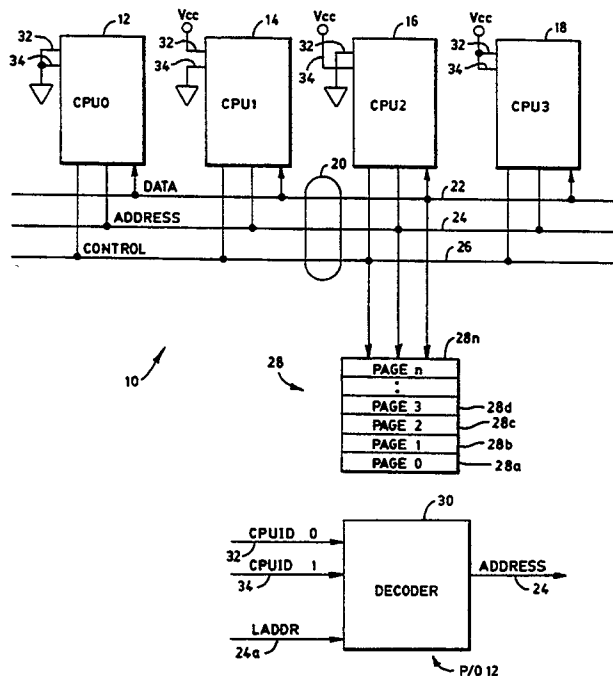 12
14
16
18
Vcc
Vcc
Vcc
32
34
32
34
32
34
32
34
CPU0
CPU1
CPU2
CPU3
20
DATA
22
ADDRESS
24
CONTROL
26
10
28
28n
PAGE n
PAGE 3
28d
PAGE 2
28c
PAGE 1
28b
PAGE 0
28a
30
CPUID 0
32
CPUID 1
34
DECODER
ADDRESS
24
LADDR
24a
P/O 12